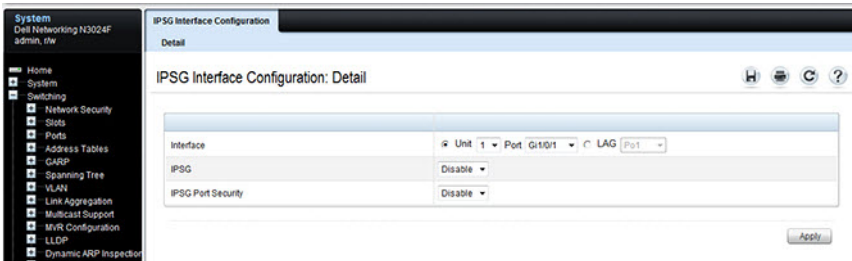 System
Dell Networking N3024F
admin, r/w
Home
System
Switching
Network Security
Slots
Ports
Address Tables
GARP
Spanning Tree
VLAN
Link Aggregation
Multicast Support
MVR Configuration
LLDP
Dynamic ARP Inspection
IPSG Interface Configuration
Detail
IPSG Interface Configuration: Detail
Interface Unit 1 Port Gi1/0/1 LAG Po1
IPSG Disable
IPSG Port Security Disable
Apply